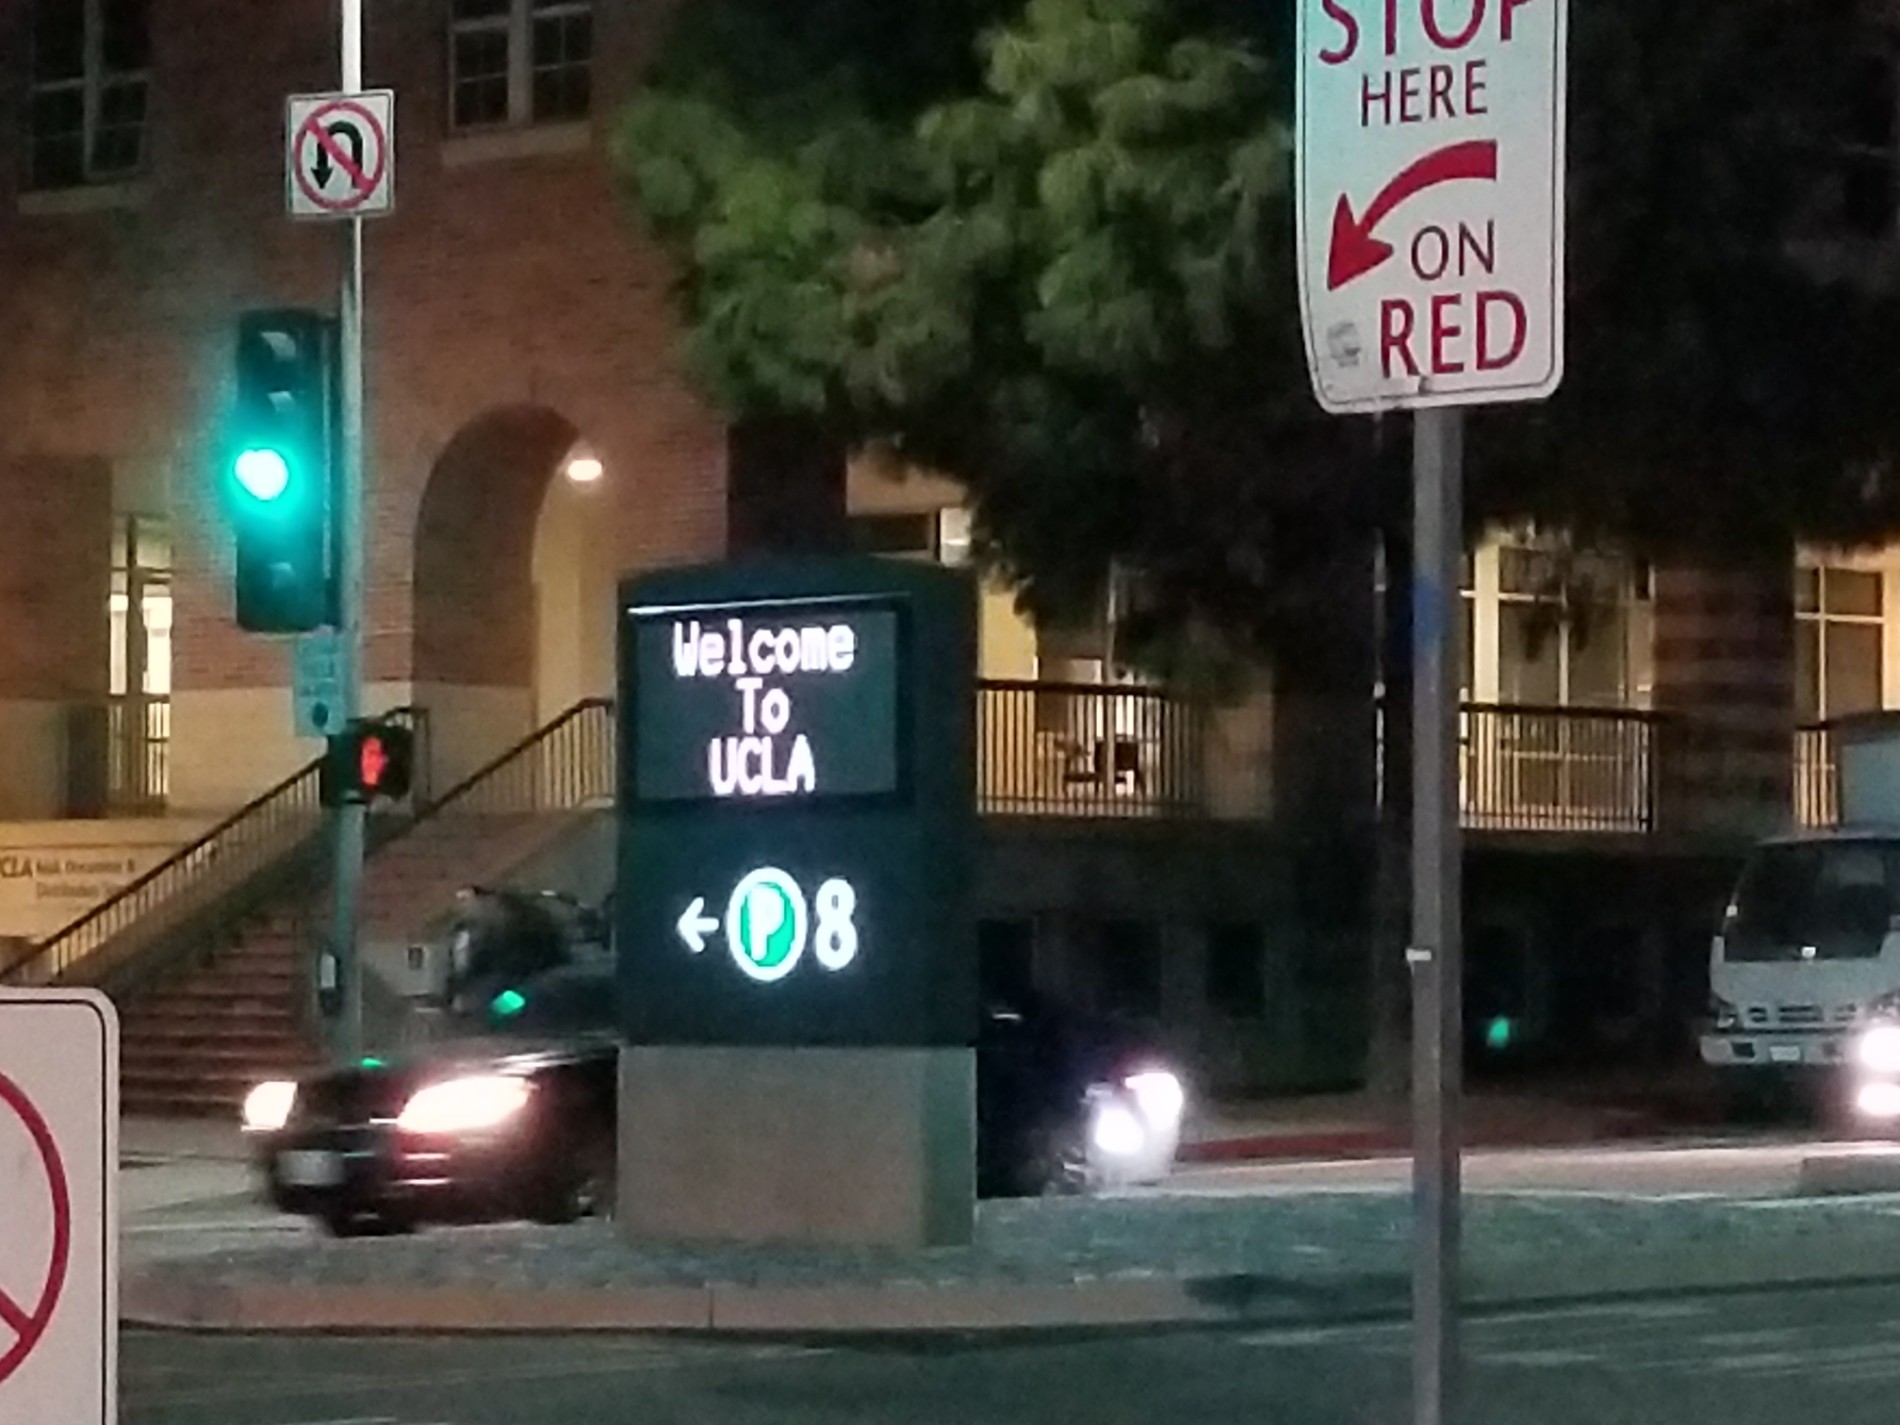 STOP
HERE
ON
RED
Welcome
To
UCLA
← P 8